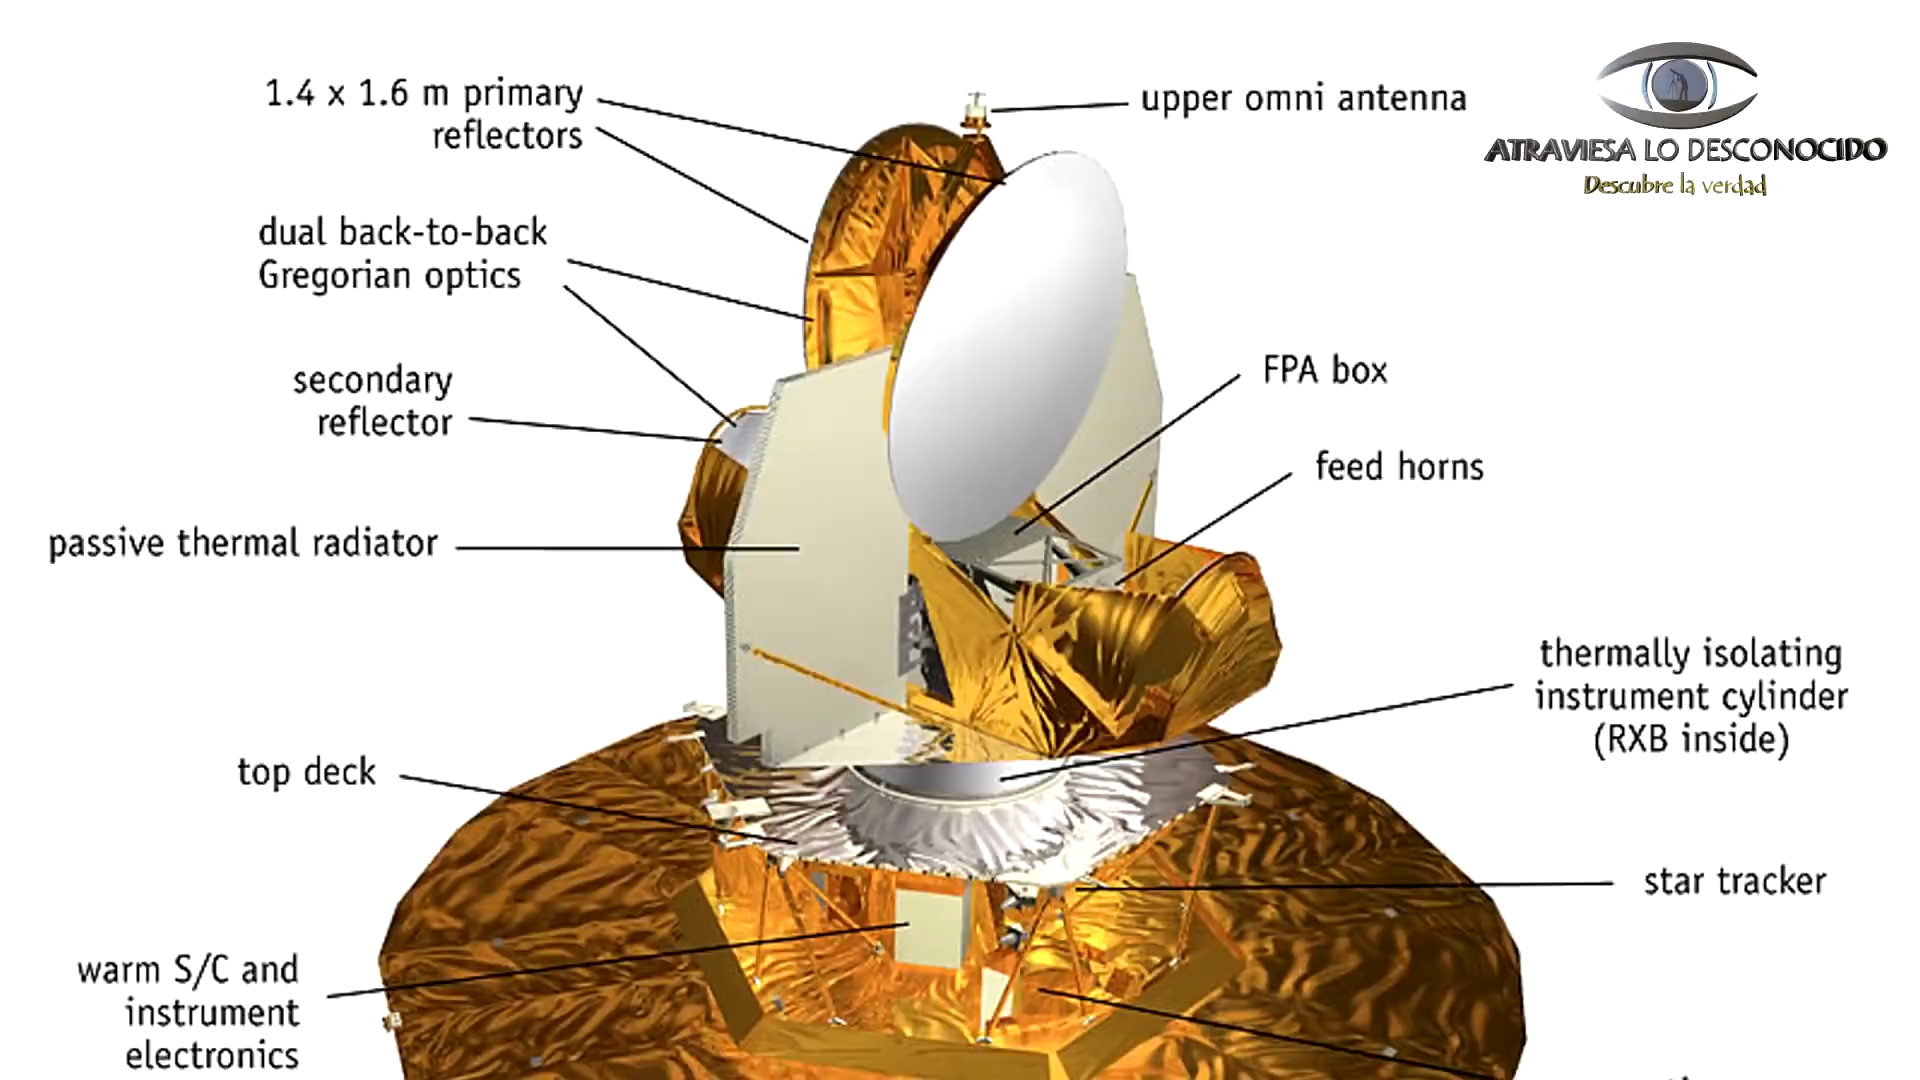 1.4 x 1.6 m primary
reflectors
upper omni antenna
ATRAVIESA LO DESCONOCIDO
Descubre la verdad
dual back-to-back
Gregorian optics
secondary
reflector
FPA box
feed horns
passive thermal radiator
thermally isolating
instrument cylinder
(RXB inside)
top deck
star tracker
warm S/C and
instrument
electronics